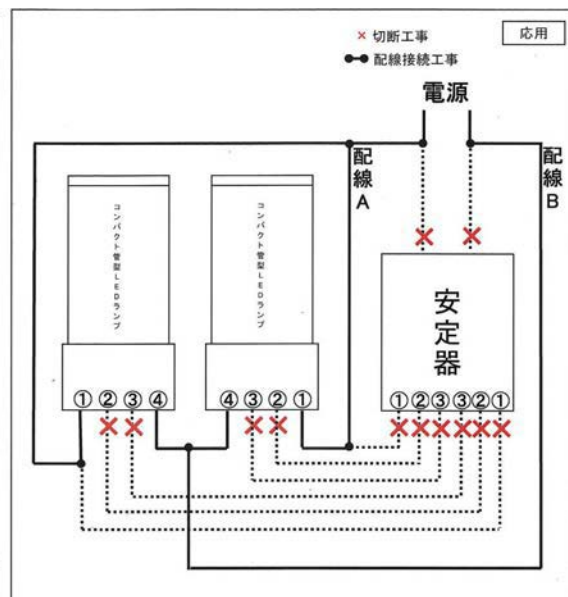 × 切断工事
応用
●─● 配線接続工事
電源
配線A
配線B
コンパクト管型LEDランプ
コンパクト管型LEDランプ
安定器
① ② ③ ④
④ ③ ② ①
① ② ③ ③ ② ①